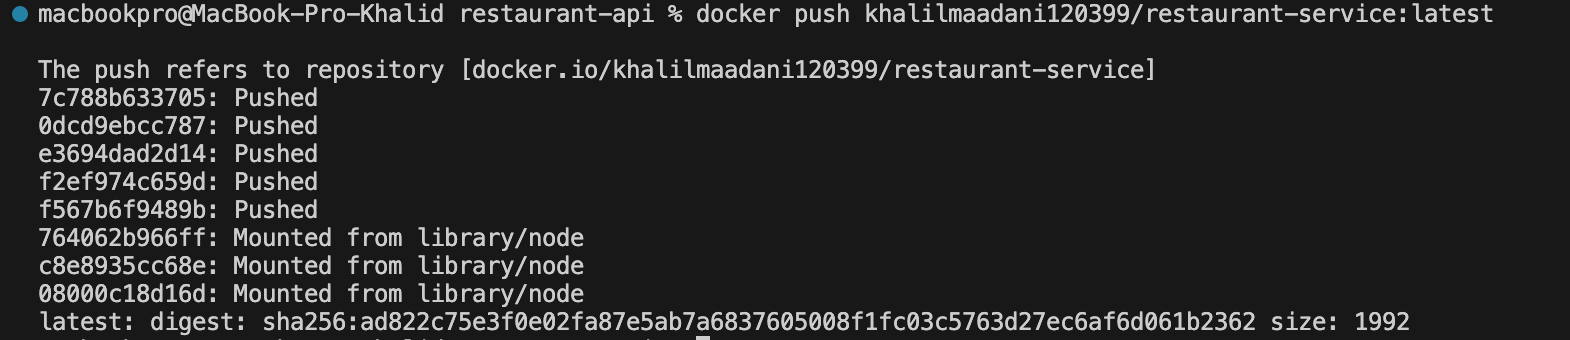 macbookpro@MacBook-Pro-Khalid restaurant-api % docker push khalilmaadani120399/restaurant-service:latest
The push refers to repository [docker.io/khalilmaadani120399/restaurant-service]
7c788b633705: Pushed
0dcd9ebcc787: Pushed
e3694dad2d14: Pushed
f2ef974c659d: Pushed
f567b6f9489b: Pushed
764062b966ff: Mounted from library/node
c8e8935cc68e: Mounted from library/node
08000c18d16d: Mounted from library/node
latest: digest: sha256:ad822c75e3f0e02fa87e5ab7a6837605008f1fc03c5763d27ec6af6d061b2362 size: 1992